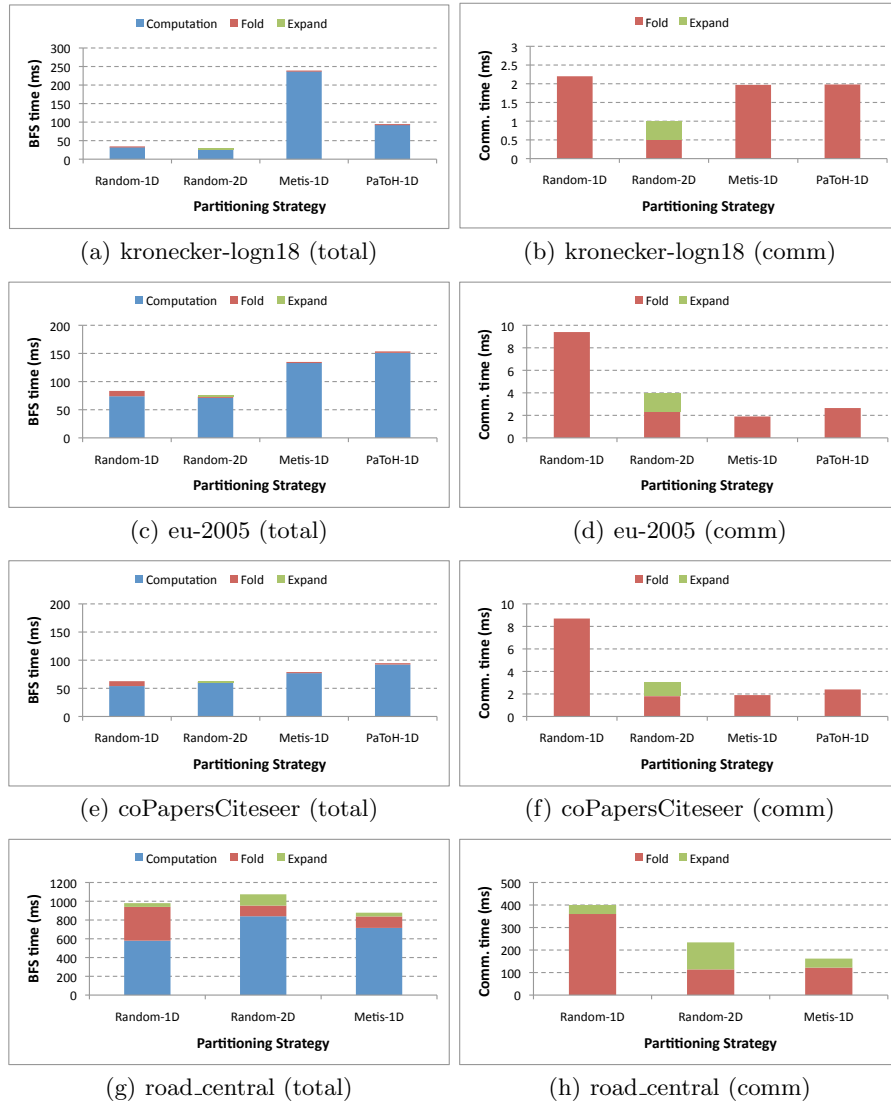 Computation Fold Expand
300
250
200
150
100
50
0
BFS time (ms)
Random-1D Random-2D Metis-1D PaToH-1D
Partitioning Strategy
(a) kronecker-logn18 (total)
Fold Expand
3
2.5
2
1.5
1
0.5
0
Comm. time (ms)
Random-1D Random-2D Metis-1D PaToH-1D
Partitioning Strategy
(b) kronecker-logn18 (comm)
Computation Fold Expand
200
150
100
50
0
BFS time (ms)
Random-1D Random-2D Metis-1D PaToH-1D
Partitioning Strategy
(c) eu-2005 (total)
Fold Expand
10
8
6
4
2
0
Comm. time (ms)
Random-1D Random-2D Metis-1D PaToH-1D
Partitioning Strategy
(d) eu-2005 (comm)
Computation Fold Expand
200
150
100
50
0
BFS time (ms)
Random-1D Random-2D Metis-1D PaToH-1D
Partitioning Strategy
(e) coPapersCiteseer (total)
Fold Expand
10
8
6
4
2
0
Comm. time (ms)
Random-1D Random-2D Metis-1D PaToH-1D
Partitioning Strategy
(f) coPapersCiteseer (comm)
Computation Fold Expand
1200
1000
800
600
400
200
0
BFS time (ms)
Random-1D Random-2D Metis-1D
Partitioning Strategy
(g) road_central (total)
Fold Expand
500
400
300
200
100
0
Comm. time (ms)
Random-1D Random-2D Metis-1D
Partitioning Strategy
(h) road_central (comm)